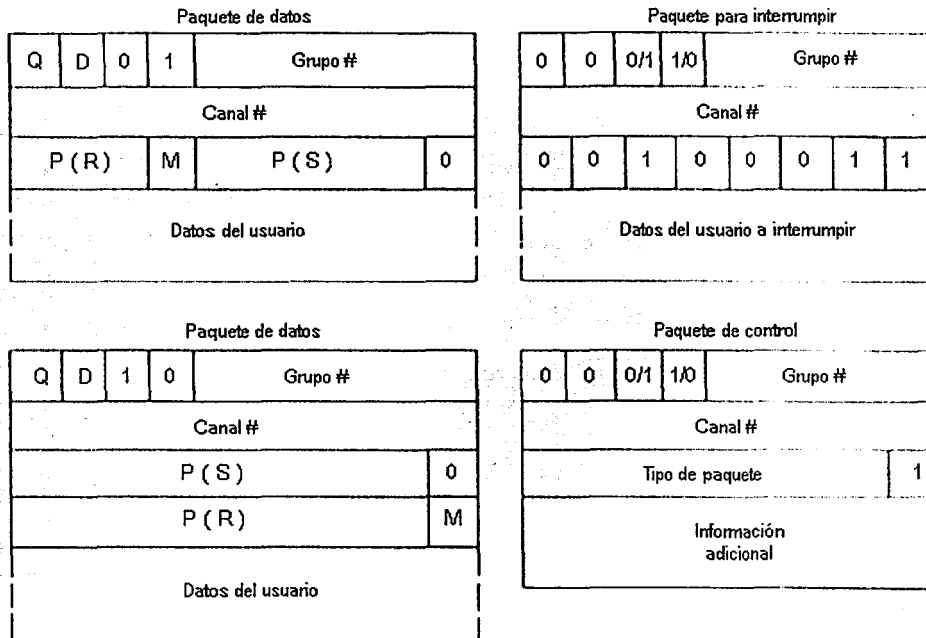 Paquete de datos
Q D 0 1 Grupo #
Canal #
P(R) M P(S) 0
Datos del usuario
Paquete para interrumpir
0 0 0/1 1/0 Grupo #
Canal #
0 0 1 0 0 0 1 1
Datos del usuario a interrumpir
Paquete de datos
Q D 1 0 Grupo #
Canal #
P(S) 0
P(R) M
Datos del usuario
Paquete de control
0 0 0/1 1/0 Grupo #
Canal #
Tipo de paquete 1
Información
adicional